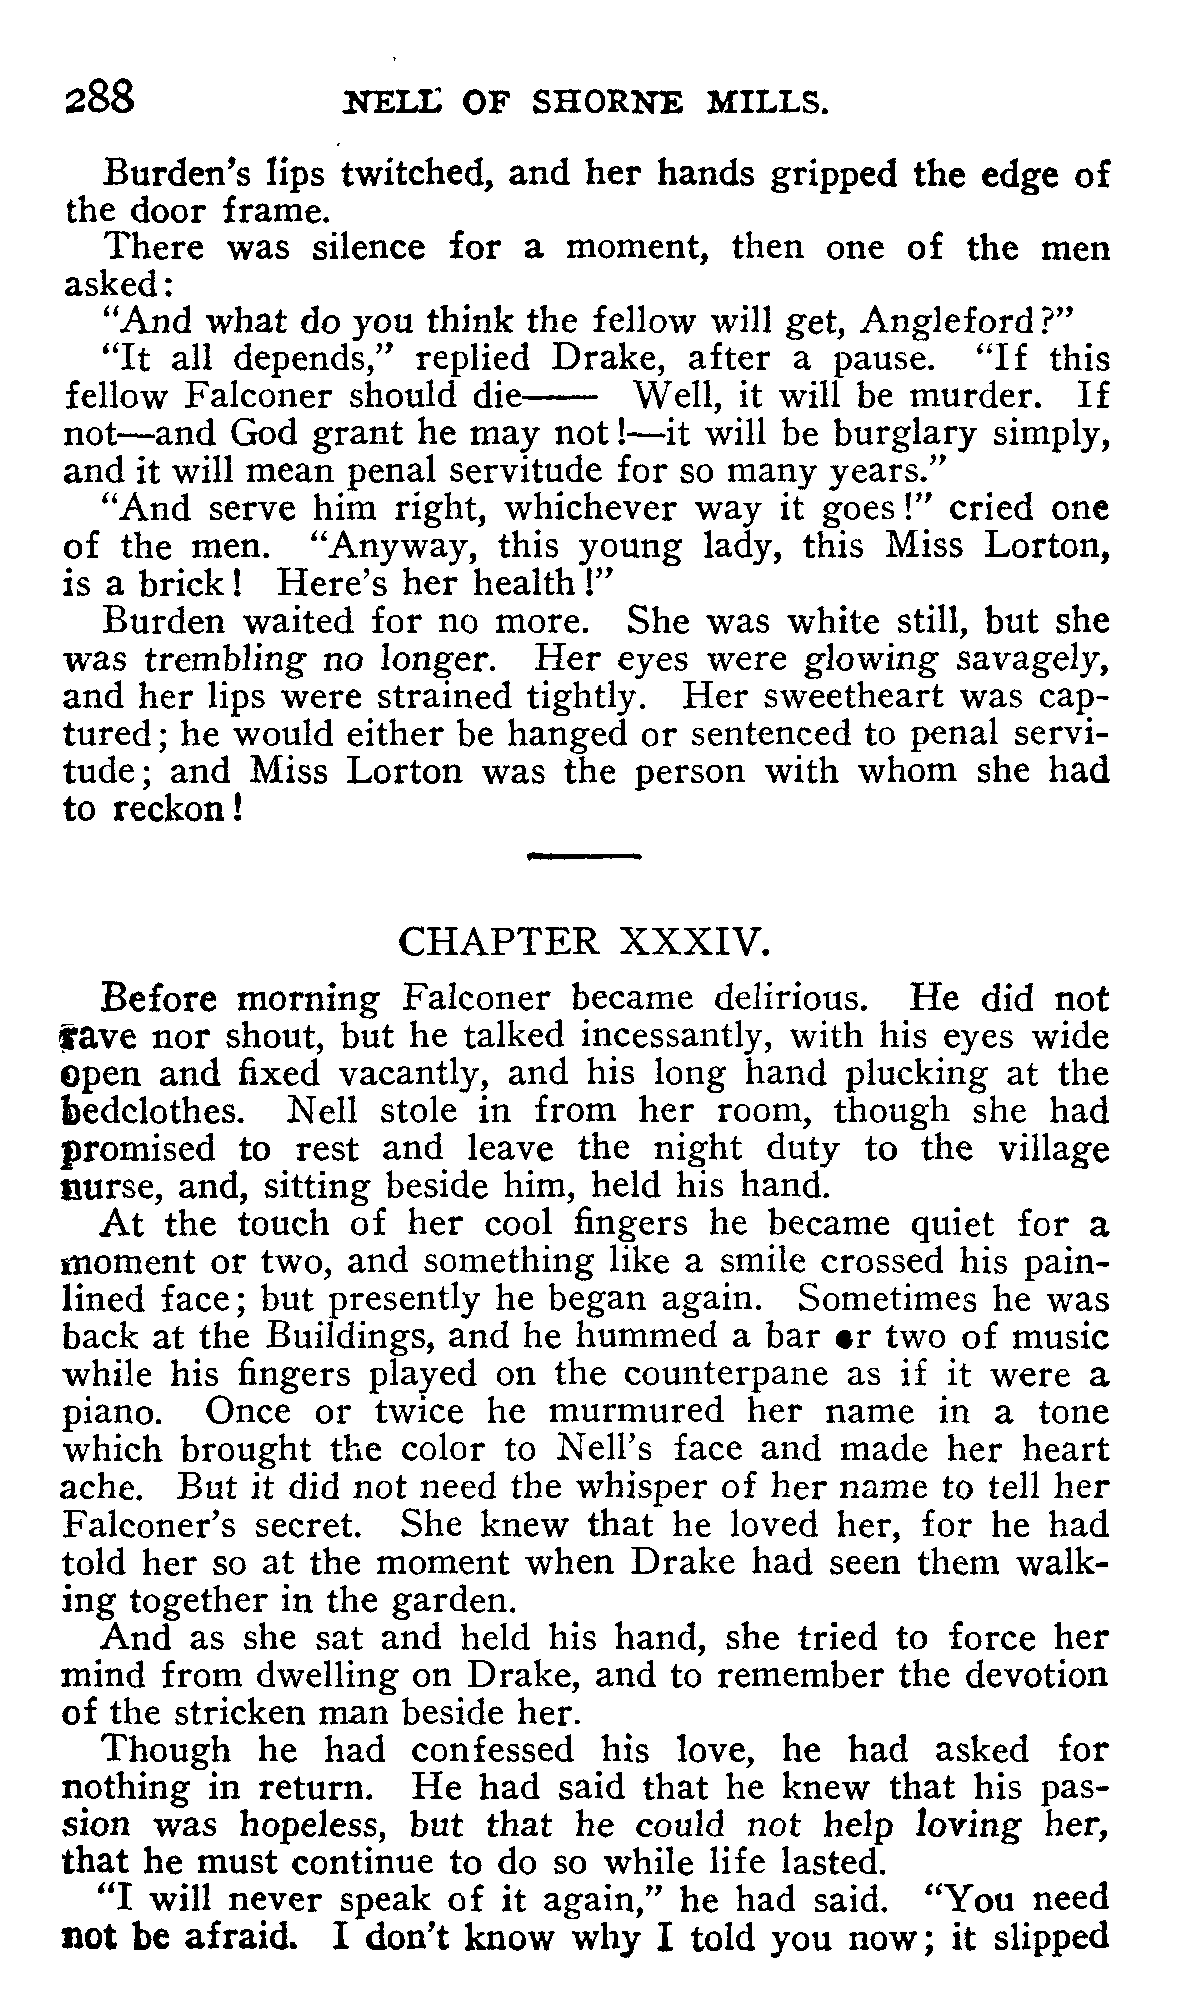 288 NELL OF SHORNE MILLS.
Burden's lips twitched, and her hands gripped the edge of
the door frame.
There was silence for a moment, then one of the men
asked:
"And what do you think the fellow will get, Angleford?"
"It all depends," replied Drake, after a pause. "If this
fellow Falconer should die—— Well, it will be murder. If
not—and God grant he may not!—it will be burglary simply,
and it will mean penal servitude for so many years."
"And serve him right, whichever way it goes!" cried one
of the men. "Anyway, this young lady, this Miss Lorton,
is a brick! Here's her health!"
Burden waited for no more. She was white still, but she
was trembling no longer. Her eyes were glowing savagely,
and her lips were strained tightly. Her sweetheart was cap-
tured; he would either be hanged or sentenced to penal servi-
tude; and Miss Lorton was the person with whom she had
to reckon!
CHAPTER XXXIV.
Before morning Falconer became delirious. He did not
rave nor shout, but he talked incessantly, with his eyes wide
open and fixed vacantly, and his long hand plucking at the
bedclothes. Nell stole in from her room, though she had
promised to rest and leave the night duty to the village
nurse, and, sitting beside him, held his hand.
At the touch of her cool fingers he became quiet for a
moment or two, and something like a smile crossed his pain-
lined face; but presently he began again. Sometimes he was
back at the Buildings, and he hummed a bar or two of music
while his fingers played on the counterpane as if it were a
piano. Once or twice he murmured her name in a tone
which brought the color to Nell's face and made her heart
ache. But it did not need the whisper of her name to tell her
Falconer's secret. She knew that he loved her, for he had
told her so at the moment when Drake had seen them walk-
ing together in the garden.
And as she sat and held his hand, she tried to force her
mind from dwelling on Drake, and to remember the devotion
of the stricken man beside her.
Though he had confessed his love, he had asked for
nothing in return. He had said that he knew that his pas-
sion was hopeless, but that he could not help loving her,
that he must continue to do so while life lasted.
"I will never speak of it again," he had said. "You need
not be afraid. I don't know why I told you now; it slipped